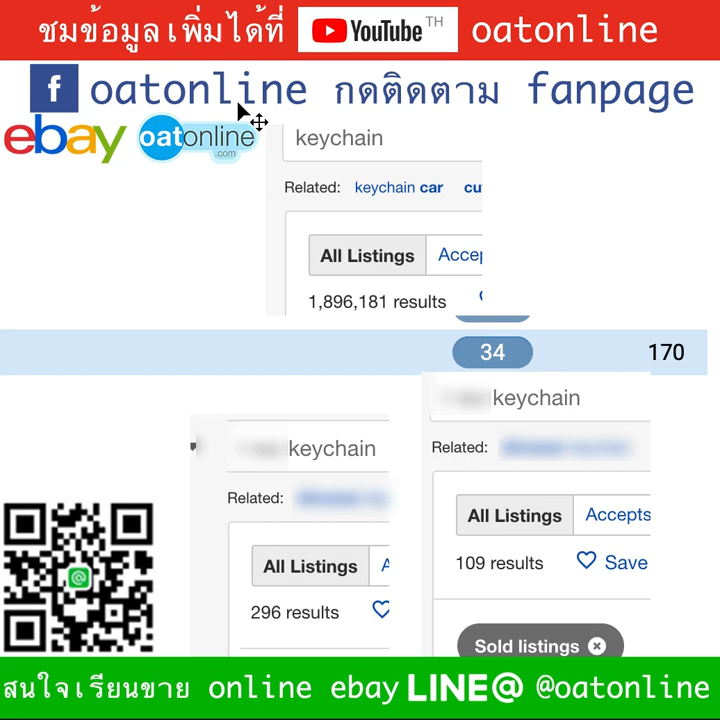 ชมข้อมูลเพิ่มได้ที่ YouTube TH oatonline
f oatonline กดติดตาม fanpage
ebay oatonline
.com
keychain
Related: keychain car
All Listings
1,896,181 results
34 170
keychain
Related:
All Listings Accepts
109 results Save
Sold listings
keychain
Related:
All Listings
296 results
สนใจเรียนขาย online ebay LINE@ @oatonline